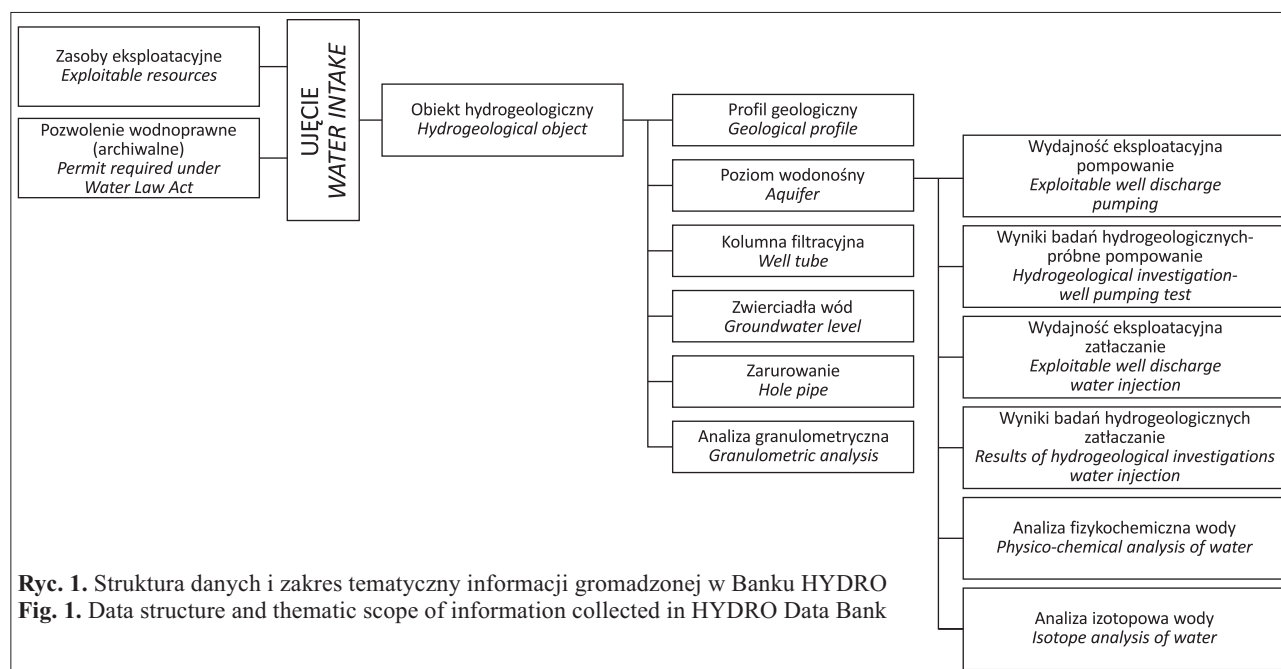 Zasoby eksploatacyjne
Exploitable resources
Pozwolenie wodnoprawne
(archiwalne)
Permit required under
Water Law Act
UJĘCIE
WATER INTAKE
Obiekt hydrogeologiczny
Hydrogeological object
Profil geologiczny
Geological profile
Poziom wodonośny
Aquifer
Kolumna filtracyjna
Well tube
Zwierciadła wód
Groundwater level
Zarurowanie
Hole pipe
Analiza granulometryczna
Granulometric analysis
Wydajność eksploatacyjna
pompowanie
Exploitable well discharge
pumping
Wyniki badań hydrogeologicznych-
próbne pompowanie
Hydrogeological investigation-
well pumping test
Wydajność eksploatacyjna
zatłaczanie
Exploitable well discharge
water injection
Wyniki badań hydrogeologicznych
zatłaczanie
Results of hydrogeological investigations
water injection
Analiza fizykochemiczna wody
Physico-chemical analysis of water
Analiza izotopowa wody
Isotope analysis of water
Ryc. 1. Struktura danych i zakres tematyczny informacji gromadzonej w Banku HYDRO
Fig. 1. Data structure and thematic scope of information collected in HYDRO Data Bank